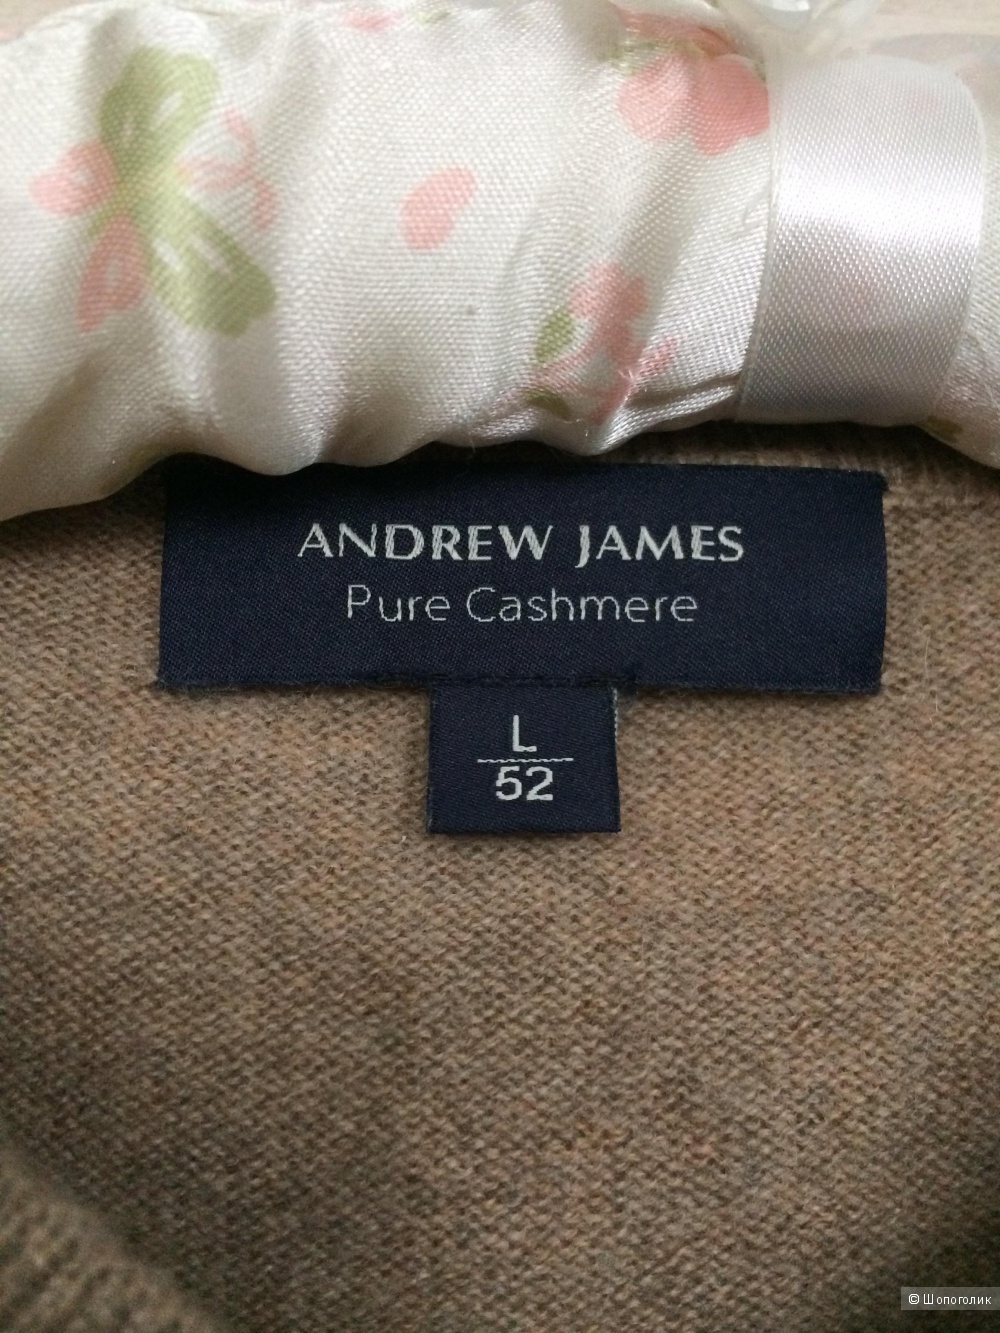 ANDREW JAMES
Pure Cashmere
L
52
© Шопоголик